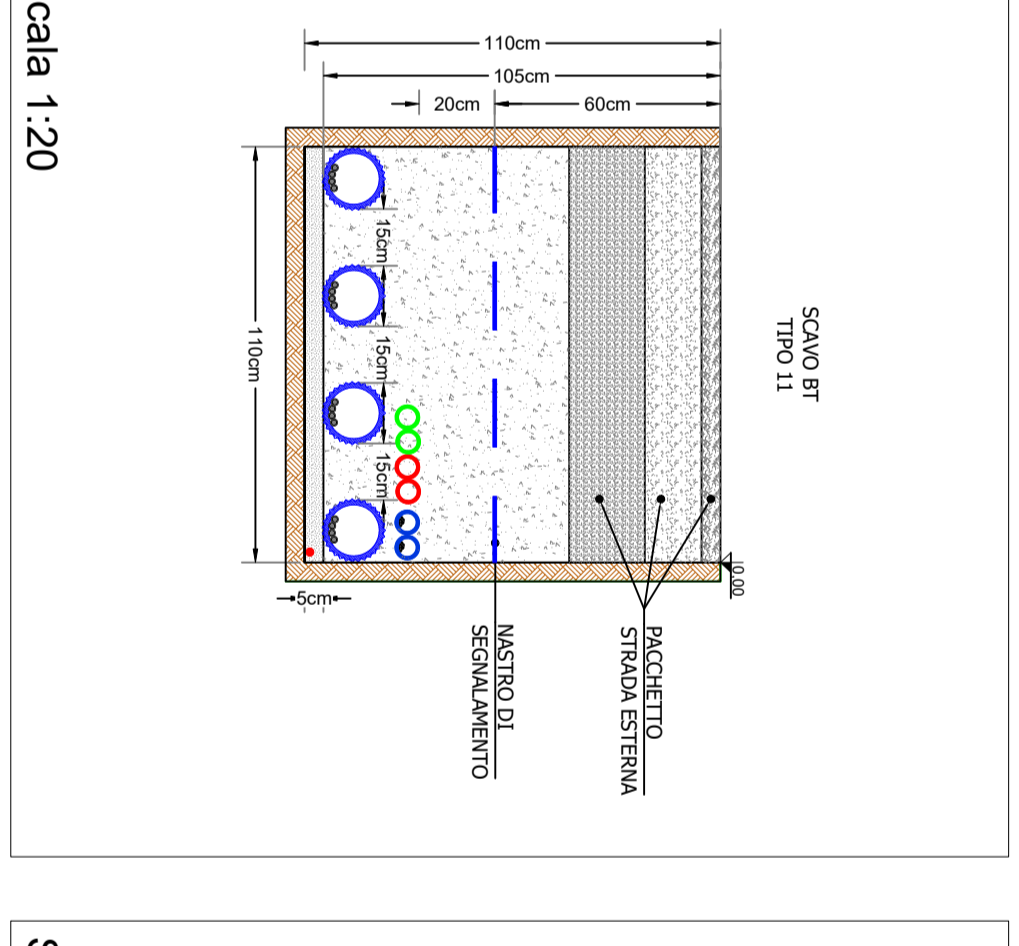 SCAVO BT
TIPO 11
110cm
105cm
20cm
60cm
15cm
15cm
15cm
110cm
5cm
0.00
PACCHETTO
STRADA ESTERNA
NASTRO DI
SEGNALAMENTO
cala 1:20